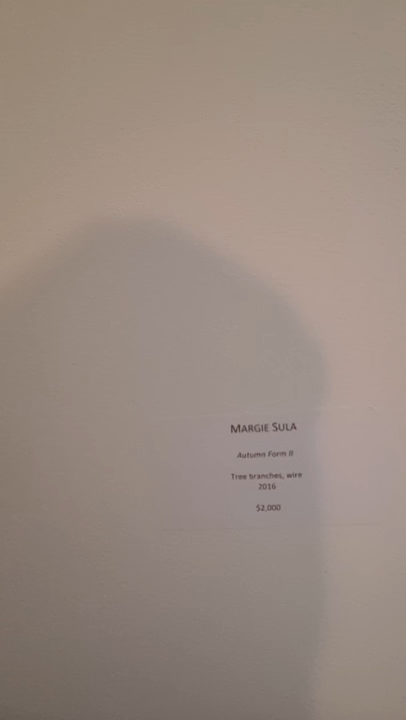 MARGIE SULA
Autumn Form II
Tree branches, wire
2016
$2,000